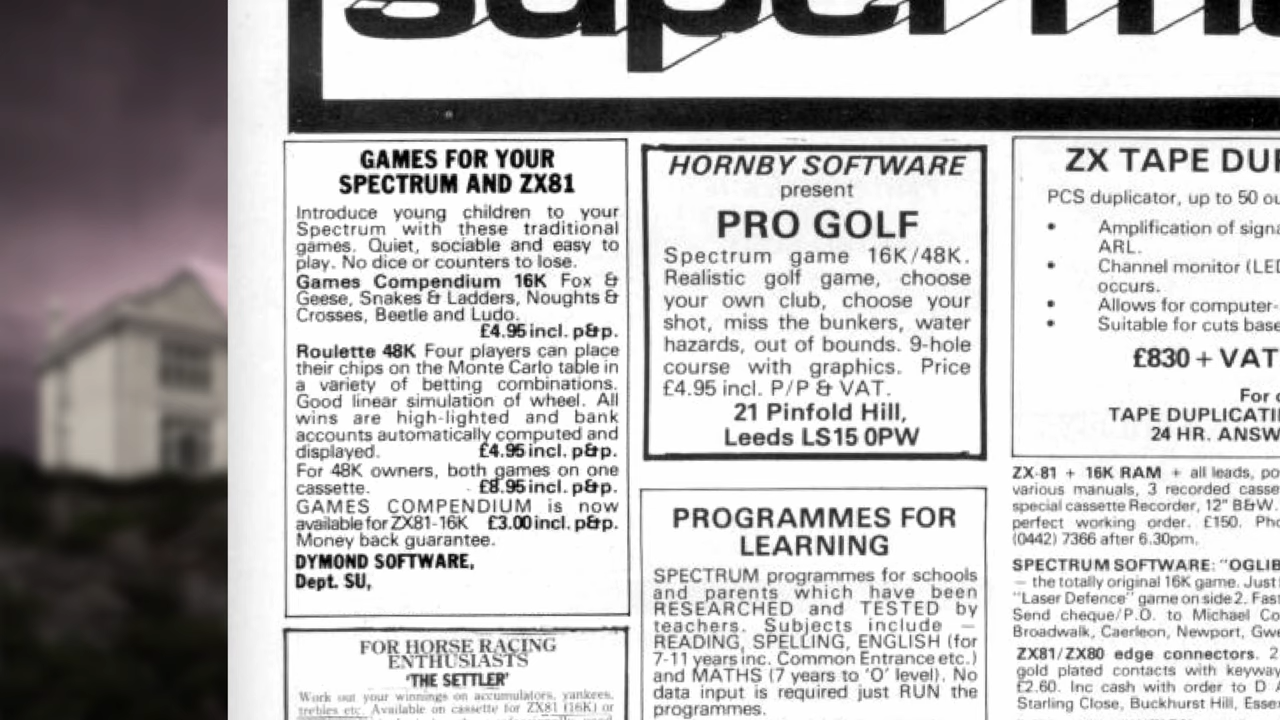 GAMES FOR YOUR
SPECTRUM AND ZX81
Introduce young children to your
Spectrum with these traditional
games. Quiet, sociable and easy to
play. No dice or counters to lose.
Games Compendium 16K Fox &
Geese, Snakes & Ladders, Noughts &
Crosses, Beetle and Ludo.
£4.95 incl. p&p.
Roulette 48K Four players can place
their chips on the Monte Carlo table in
a variety of betting combinations.
Good linear simulation of wheel. All
wins are high-lighted and bank
accounts automatically computed and
displayed. £4.95 incl. p&p.
For 48K owners, both games on one
cassette. £8.95 incl. p&p.
GAMES COMPENDIUM is now
available for ZX81-16K £3.00 incl. p&p.
Money back guarantee.
DYMOND SOFTWARE,
Dept. SU,
FOR HORSE RACING
ENTHUSIASTS
'THE SETTLER'
Work out your winnings on accumulators, yankees,
trebles etc. Available on cassette for ZX81 (16K) or
HORNBY SOFTWARE
present
PRO GOLF
Spectrum game 16K/48K.
Realistic golf game, choose
your own club, choose your
shot, miss the bunkers, water
hazards, out of bounds. 9-hole
course with graphics. Price
£4.95 incl. P/P & VAT.
21 Pinfold Hill,
Leeds LS15 0PW
PROGRAMMES FOR
LEARNING
SPECTRUM programmes for schools
and parents which have been
RESEARCHED and TESTED by
teachers. Subjects include —
READING, SPELLING, ENGLISH (for
7-11 years inc. Common Entrance etc.)
and MATHS (7 years to 'O' level). No
data input is required just RUN the
programmes.
ZX TAPE DU
PCS duplicator, up to 50 ou
• Amplification of signa
ARL.
• Channel monitor (LED
occurs.
• Allows for computer-
• Suitable for cuts base
£830 + VAT
For
TAPE DUPLICATI
24 HR. ANSW
ZX-81 + 16K RAM + all leads, po
various manuals, 3 recorded casse
special cassette Recorder, 12" B&W.
perfect working order. £150. Pho
(0442) 7366 after 6.30pm.
SPECTRUM SOFTWARE: "OGLIB
— the totally original 16K game. Just
"Laser Defence" game on side 2. Fast
Send cheque/P.O. to Michael Co
Broadwalk, Caerleon, Newport, Gwe
ZX81/ZX80 edge connectors. 2
gold plated contacts with keyway
£2.60. Inc cash with order to D A
Starling Close, Buckhurst Hill, Esse